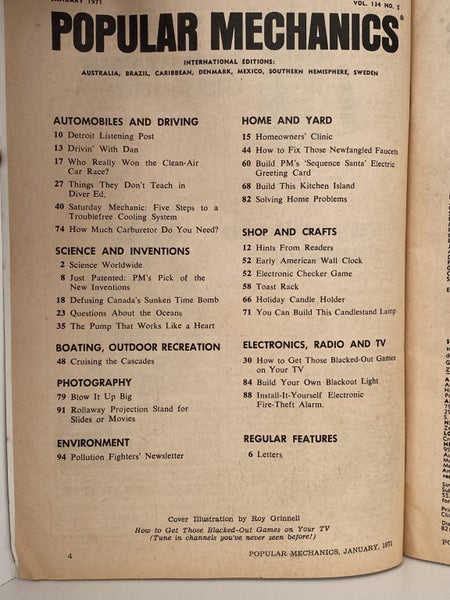 JANUARY 1971
VOL. 134 NO. 5
POPULAR MECHANICS®
INTERNATIONAL EDITIONS:
AUSTRALIA, BRAZIL, CARIBBEAN, DENMARK, MEXICO, SOUTHERN HEMISPHERE, SWEDEN
AUTOMOBILES AND DRIVING
10 Detroit Listening Post
13 Drivin' With Dan
17 Who Really Won the Clean-Air
Car Race?
27 Things They Don't Teach in
Diver Ed.
40 Saturday Mechanic: Five Steps to a
Troublefree Cooling System
74 How Much Carburetor Do You Need?
SCIENCE AND INVENTIONS
2 Science Worldwide
8 Just Patented: PM's Pick of the
New Inventions
18 Defusing Canada's Sunken Time Bomb
23 Questions About the Oceans
35 The Pump That Works Like a Heart
BOATING, OUTDOOR RECREATION
48 Cruising the Cascades
PHOTOGRAPHY
79 Blow It Up Big
91 Rollaway Projection Stand for
Slides or Movies
ENVIRONMENT
94 Pollution Fighters' Newsletter
HOME AND YARD
15 Homeowners' Clinic
44 How to Fix Those Newfangled Faucets
60 Build PM's 'Sequence Santa' Electric
Greeting Card
68 Build This Kitchen Island
82 Solving Home Problems
SHOP AND CRAFTS
12 Hints From Readers
52 Early American Wall Clock
52 Electronic Checker Game
58 Toast Rack
66 Holiday Candle Holder
71 You Can Build This Candlestand Lamp
ELECTRONICS, RADIO AND TV
30 How to Get Those Blacked-Out Games
on Your TV
84 Build Your Own Blackout Light
88 Install-It-Yourself Electronic
Fire-Theft Alarm.
REGULAR FEATURES
6 Letters
Cover Illustration by Roy Grinnell
How to Get Those Blacked-Out Games on Your TV
(Tune in channels you've never seen before!)
4
POPULAR MECHANICS, JANUARY, 1971